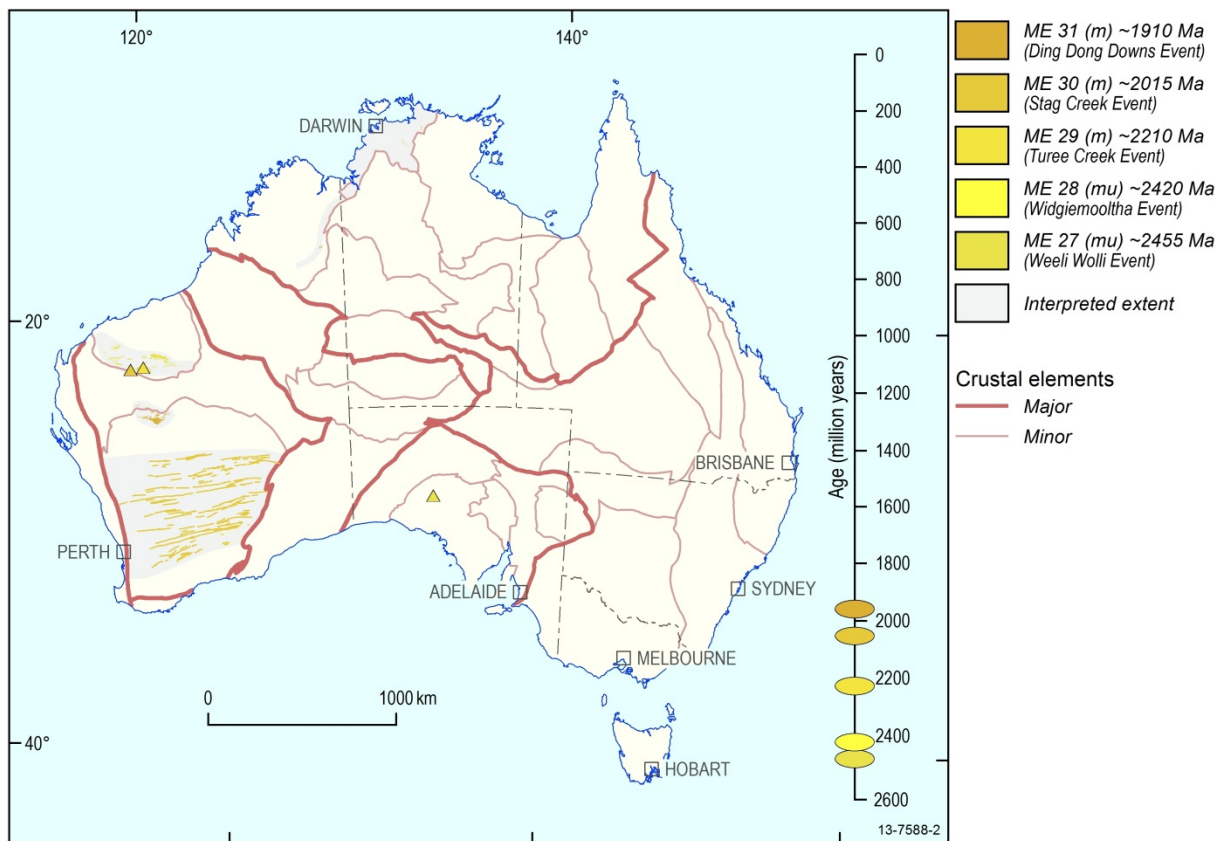 120°
140°
20°
40°
DARWIN
PERTH
ADELAIDE
BRISBANE
SYDNEY
MELBOURNE
HOBART
0
1000 km
Age (million years)
0
200
400
600
800
1000
1200
1400
1600
1800
2000
2200
2400
2600
13-7588-2
ME 31 (m) ~1910 Ma
(Ding Dong Downs Event)
ME 30 (m) ~2015 Ma
(Stag Creek Event)
ME 29 (m) ~2210 Ma
(Turee Creek Event)
ME 28 (mu) ~2420 Ma
(Widgiemooltha Event)
ME 27 (mu) ~2455 Ma
(Weeli Wolli Event)
Interpreted extent
Crustal elements
Major
Minor